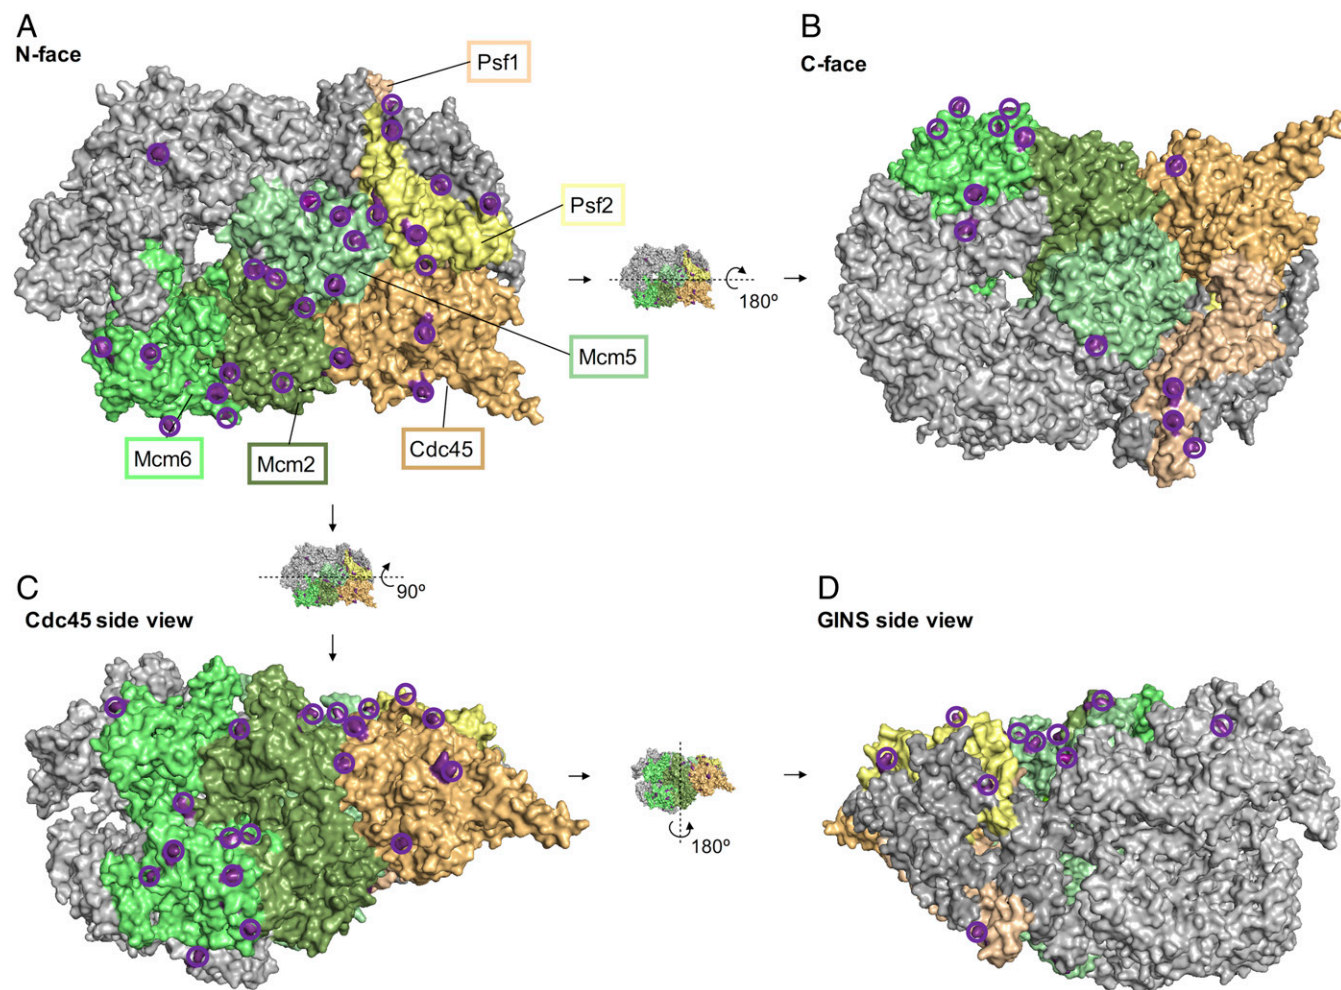 A
N-face
Psf1
Psf2
Mcm5
Cdc45
Mcm2
Mcm6
180º
B
C-face
90º
C
Cdc45 side view
180º
D
GINS side view